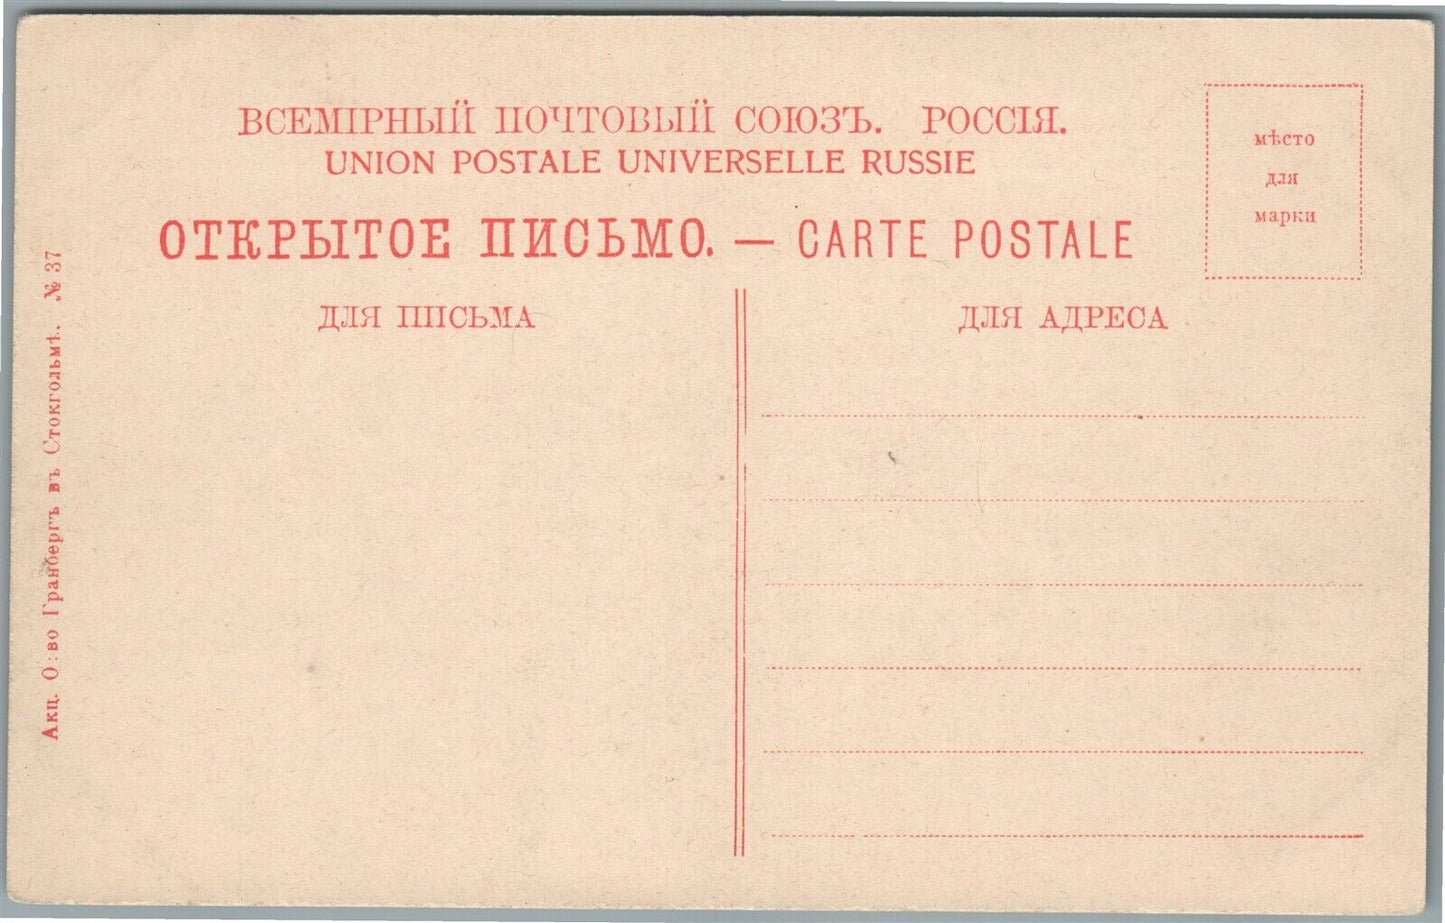 ВСЕМІРНЫЙ ПОЧТОВЫЙ СОЮЗЪ. РОССІЯ.
UNION POSTALE UNIVERSELLE RUSSIE
ОТКРЫТОЕ ПИСЬМО. — CARTE POSTALE
мѣсто
для
марки
ДЛЯ ПИСЬМА
ДЛЯ АДРЕСА
Акц. О:во Гранбергъ въ Стокгольмѣ. № 37